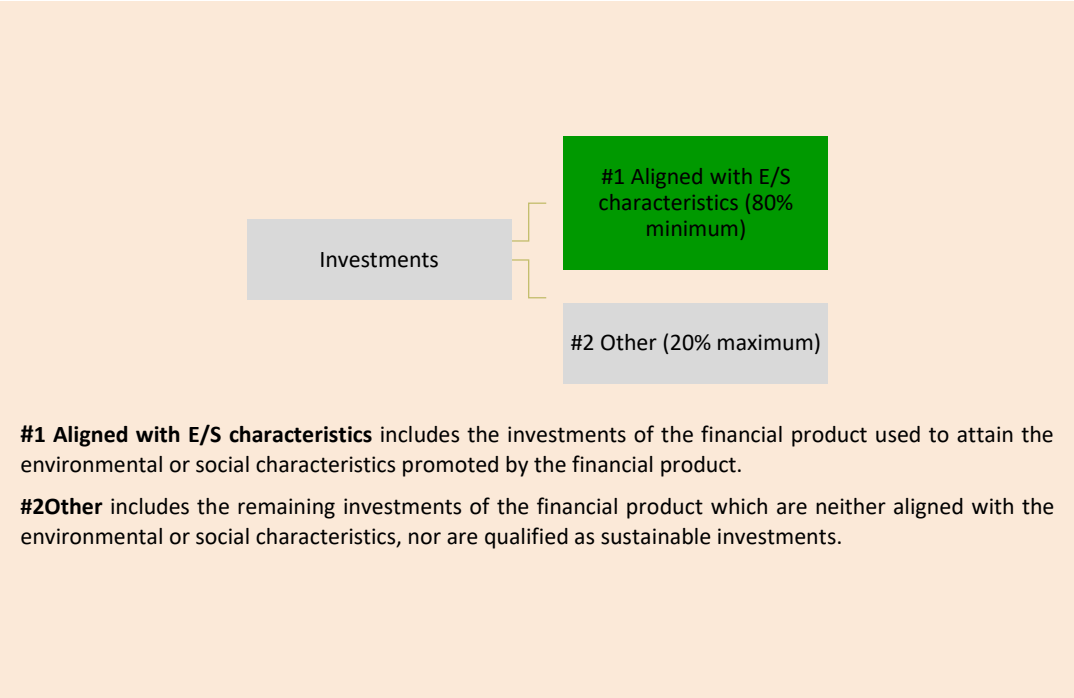 #1 Aligned with E/S
characteristics (80%
minimum)
Investments
#2 Other (20% maximum)
#1 Aligned with E/S characteristics includes the investments of the financial product used to attain the
environmental or social characteristics promoted by the financial product.
#2Other includes the remaining investments of the financial product which are neither aligned with the
environmental or social characteristics, nor are qualified as sustainable investments.